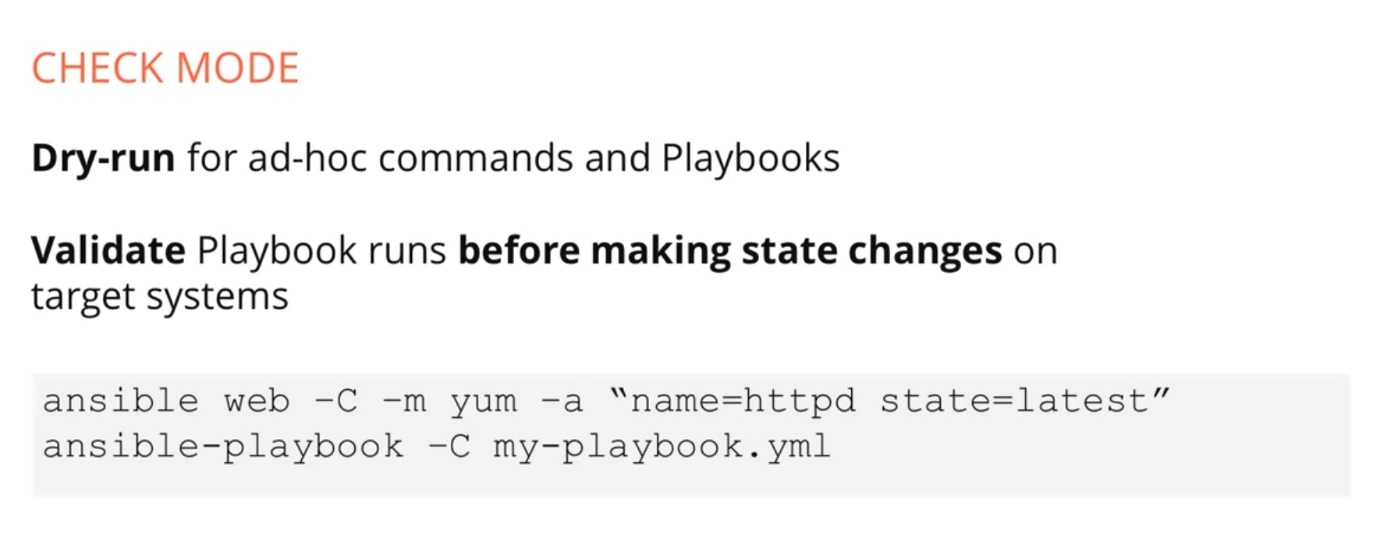 CHECK MODE
Dry-run for ad-hoc commands and Playbooks
Validate Playbook runs before making state changes on
target systems
ansible web -C -m yum -a “name=httpd state=latest”
ansible-playbook -C my-playbook.yml